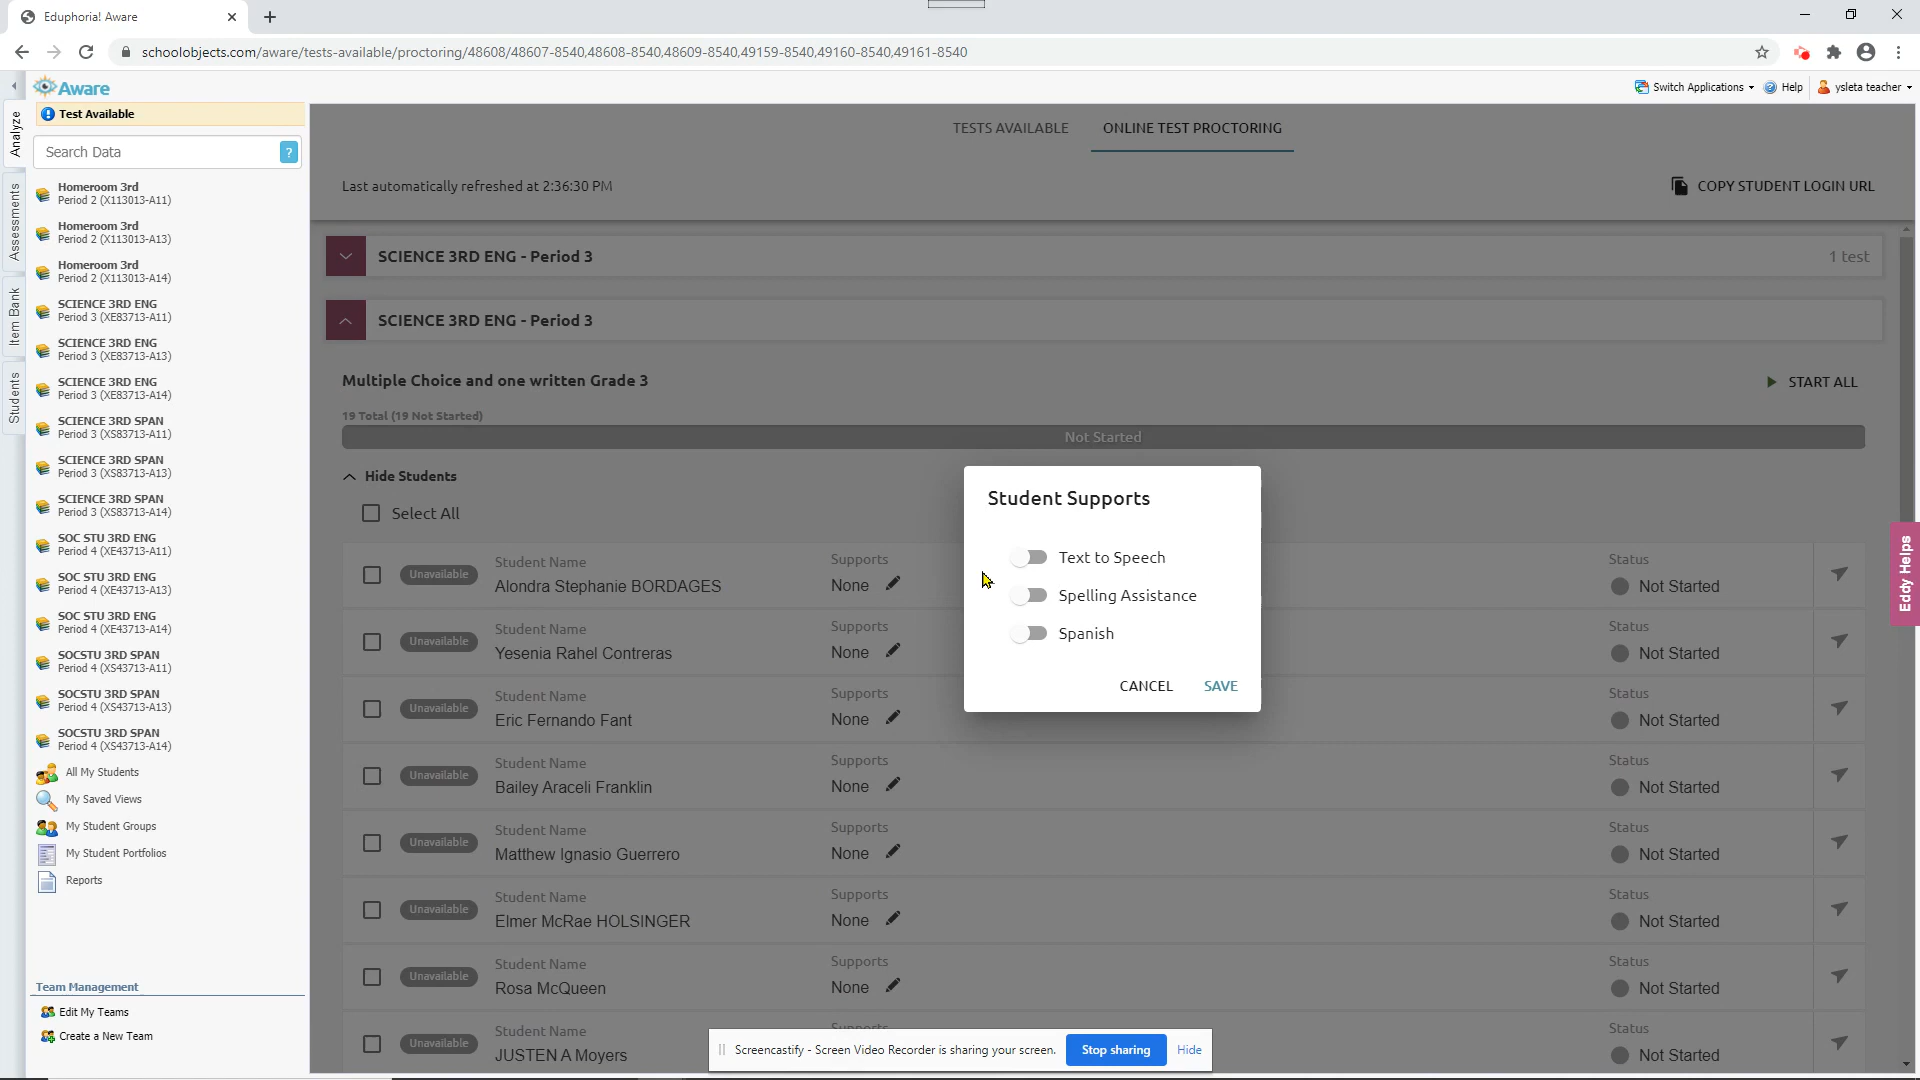 Eduphoria! Aware
schoolobjects.com/aware/tests-available/proctoring/48608/48607-8540,48608-8540,48609-8540,49159-8540,49160-8540,49161-8540
Aware
Switch Applications
Help
ysleta teacher
Analyze
Assessments
Item Bank
Students
Test Available
Search Data
?
Homeroom 3rd
Period 2 (X113013-A11)
Homeroom 3rd
Period 2 (X113013-A13)
Homeroom 3rd
Period 2 (X113013-A14)
SCIENCE 3RD ENG
Period 3 (XE83713-A11)
SCIENCE 3RD ENG
Period 3 (XE83713-A13)
SCIENCE 3RD ENG
Period 3 (XE83713-A14)
SCIENCE 3RD SPAN
Period 3 (XS83713-A11)
SCIENCE 3RD SPAN
Period 3 (XS83713-A13)
SCIENCE 3RD SPAN
Period 3 (XS83713-A14)
SOC STU 3RD ENG
Period 4 (XE43713-A11)
SOC STU 3RD ENG
Period 4 (XE43713-A13)
SOC STU 3RD ENG
Period 4 (XE43713-A14)
SOCSTU 3RD SPAN
Period 4 (XS43713-A11)
SOCSTU 3RD SPAN
Period 4 (XS43713-A13)
SOCSTU 3RD SPAN
Period 4 (XS43713-A14)
All My Students
My Saved Views
My Student Groups
My Student Portfolios
Reports
Team Management
Edit My Teams
Create a New Team
TESTS AVAILABLE
ONLINE TEST PROCTORING
Last automatically refreshed at 2:36:30 PM
COPY STUDENT LOGIN URL
SCIENCE 3RD ENG - Period 3
1 test
SCIENCE 3RD ENG - Period 3
Multiple Choice and one written Grade 3
START ALL
19 Total (19 Not Started)
Not Started
Hide Students
Select All
Unavailable
Student Name
Alondra Stephanie BORDAGES
Supports
None
Status
Not Started
Unavailable
Student Name
Yesenia Rahel Contreras
Supports
None
Status
Not Started
Unavailable
Student Name
Eric Fernando Fant
Supports
None
Status
Not Started
Unavailable
Student Name
Bailey Araceli Franklin
Supports
None
Status
Not Started
Unavailable
Student Name
Matthew Ignasio Guerrero
Supports
None
Status
Not Started
Unavailable
Student Name
Elmer McRae HOLSINGER
Supports
None
Status
Not Started
Unavailable
Student Name
Rosa McQueen
Supports
None
Status
Not Started
Unavailable
Student Name
JUSTEN A Moyers
Supports
Status
Not Started
Student Supports
Text to Speech
Spelling Assistance
Spanish
CANCEL
SAVE
Eddy Helps
Screencastify - Screen Video Recorder is sharing your screen.
Stop sharing
Hide